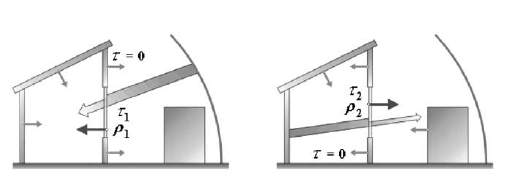 τ = 0
τ1
ρ1
τ2
ρ2
τ = 0